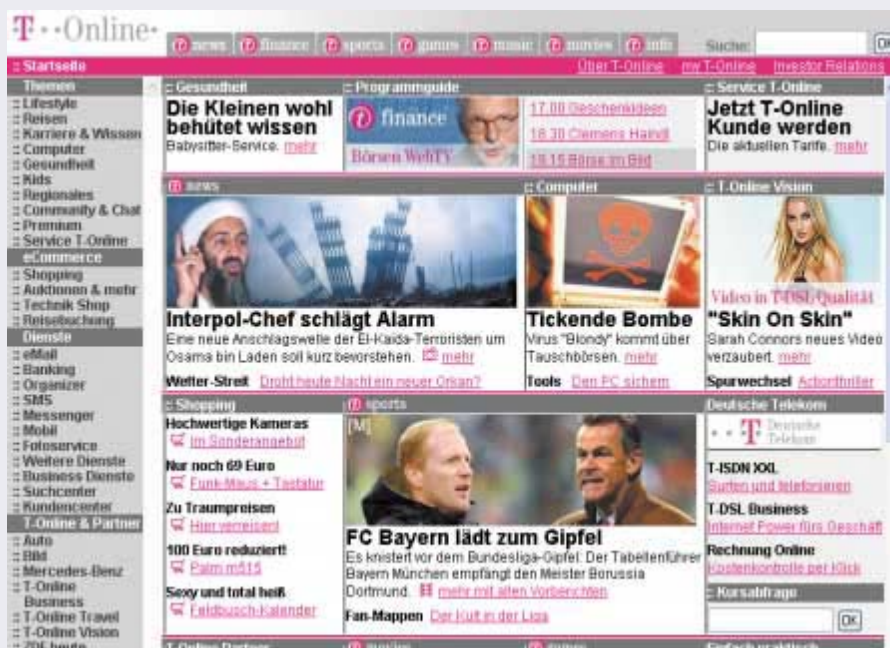 T··Online·
news finance sports games music movies info
Suche:
OK
:: Startseite
Über T-Online my T-Online Investor Relations
Themen
:: Lifestyle
:: Reisen
:: Karriere & Wissen
:: Computer
:: Gesundheit
:: Kids
:: Regionales
:: Community & Chat
:: Premium
:: Service T-Online
eCommerce
:: Shopping
:: Auktionen & mehr
:: Technik Shop
:: Reisebuchung
Dienste
:: eMail
:: Banking
:: Organizer
:: SMS
:: Messenger
:: Mobil
:: Fotoservice
:: Weitere Dienste
:: Business Dienste
:: Suchcenter
:: Kundencenter
T-Online & Partner
:: Auto
:: Bild
:: Mercedes-Benz
:: T-Online
Business
:: T-Online Travel
:: T-Online Vision
:: ZDF.heute
:: Gesundheit
Die Kleinen wohl
behütet wissen
Babysitter-Service. mehr
:: Programmguide
finance
Börsen WebTV
17.00 Geschenkideen
18.30 Clemens Haindl
19.15 Börse im Bild
:: Service T-Online
Jetzt T-Online
Kunde werden
Die aktuellen Tarife. mehr
news
Interpol-Chef schlägt Alarm
Eine neue Anschlagswelle der El-Kaida-Terroristen um
Osama bin Laden soll kurz bevorstehen. mehr
Wetter-Streit Droht heute Nacht ein neuer Orkan?
:: Computer
Tickende Bombe
Virus "Blondy" kommt über
Tauschbörsen. mehr
Tools Den PC sichern
:: T-Online Vision
Video in T-DSL Qualität
"Skin On Skin"
Sarah Connors neues Video
verzaubert. mehr
Spurwechsel Actionthriller
:: Shopping
Hochwertige Kameras
Im Sonderangebot
Nur noch 69 Euro
Funk-Maus + Tastatur
Zu Traumpreisen
Hier verreisen!
100 Euro reduziert!
Palm m515
Sexy und total heiß
Feldbusch-Kalender
sports
[M]
FC Bayern lädt zum Gipfel
Es knistert vor dem Bundesliga-Gipfel: Der Tabellenführer
Bayern München empfängt den Meister Borussia
Dortmund. mehr mit allen Vorberichten
Fan-Mappen Der Kult in der Liga
Deutsche Telekom
· · T · Deutsche
Telekom
T-ISDN XXL
Surfen und telefonieren
T-DSL Business
Internet Power fürs Geschäft
Rechnung Online
Kostenkontrolle per Klick
:: Kursabfrage
OK
T-Online Partner
movies
games
Einfach praktisch